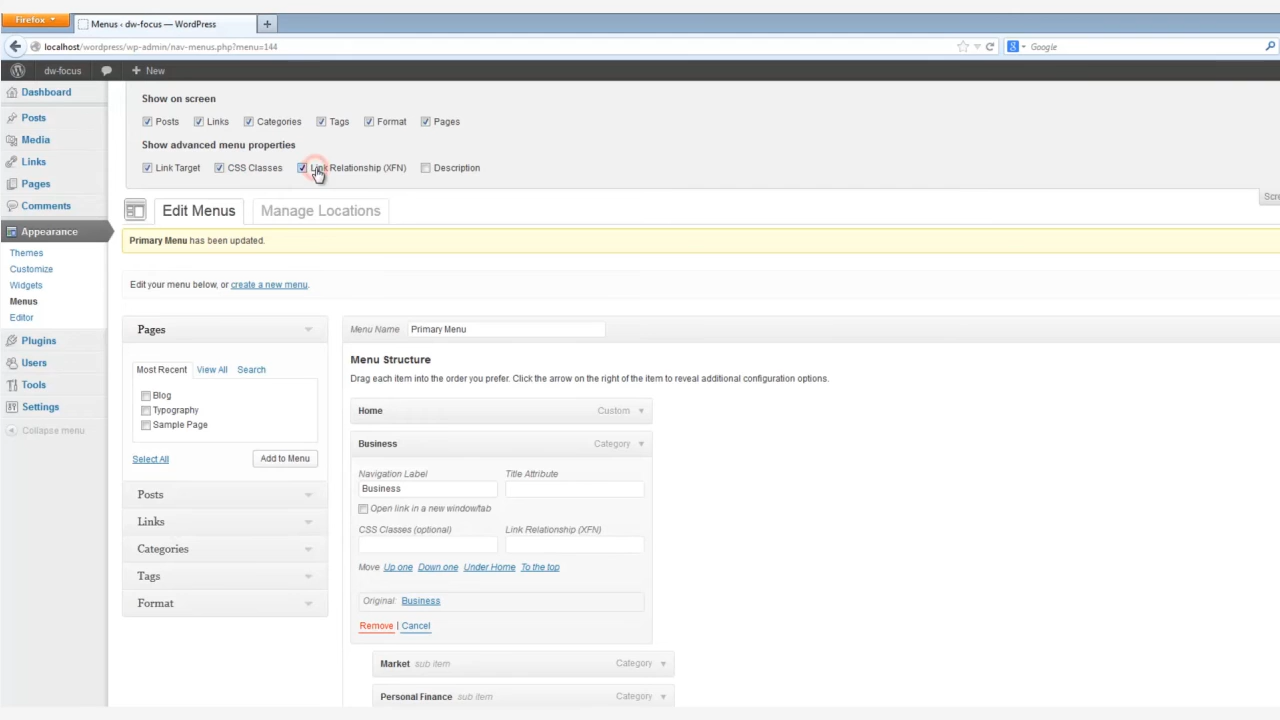 Firefox
Menus ‹ dw-focus — WordPress
localhost/wordpress/wp-admin/nav-menus.php?menu=144
Google
dw-focus
New
Dashboard
Posts
Media
Links
Pages
Comments
Appearance
Themes
Customize
Widgets
Menus
Editor
Plugins
Users
Tools
Settings
Collapse menu
Show on screen
Posts Links Categories Tags Format Pages
Show advanced menu properties
Link Target CSS Classes Link Relationship (XFN) Description
Scre
Edit Menus Manage Locations
Primary Menu has been updated.
Edit your menu below, or create a new menu.
Pages
Most Recent View All Search
Blog
Typography
Sample Page
Select All Add to Menu
Posts
Links
Categories
Tags
Format
Menu Name Primary Menu
Menu Structure
Drag each item into the order you prefer. Click the arrow on the right of the item to reveal additional configuration options.
Home Custom
Business Category
Navigation Label Title Attribute
Business
Open link in a new window/tab
CSS Classes (optional) Link Relationship (XFN)
Move Up one Down one Under Home To the top
Original: Business
Remove | Cancel
Market sub item Category
Personal Finance sub item Category